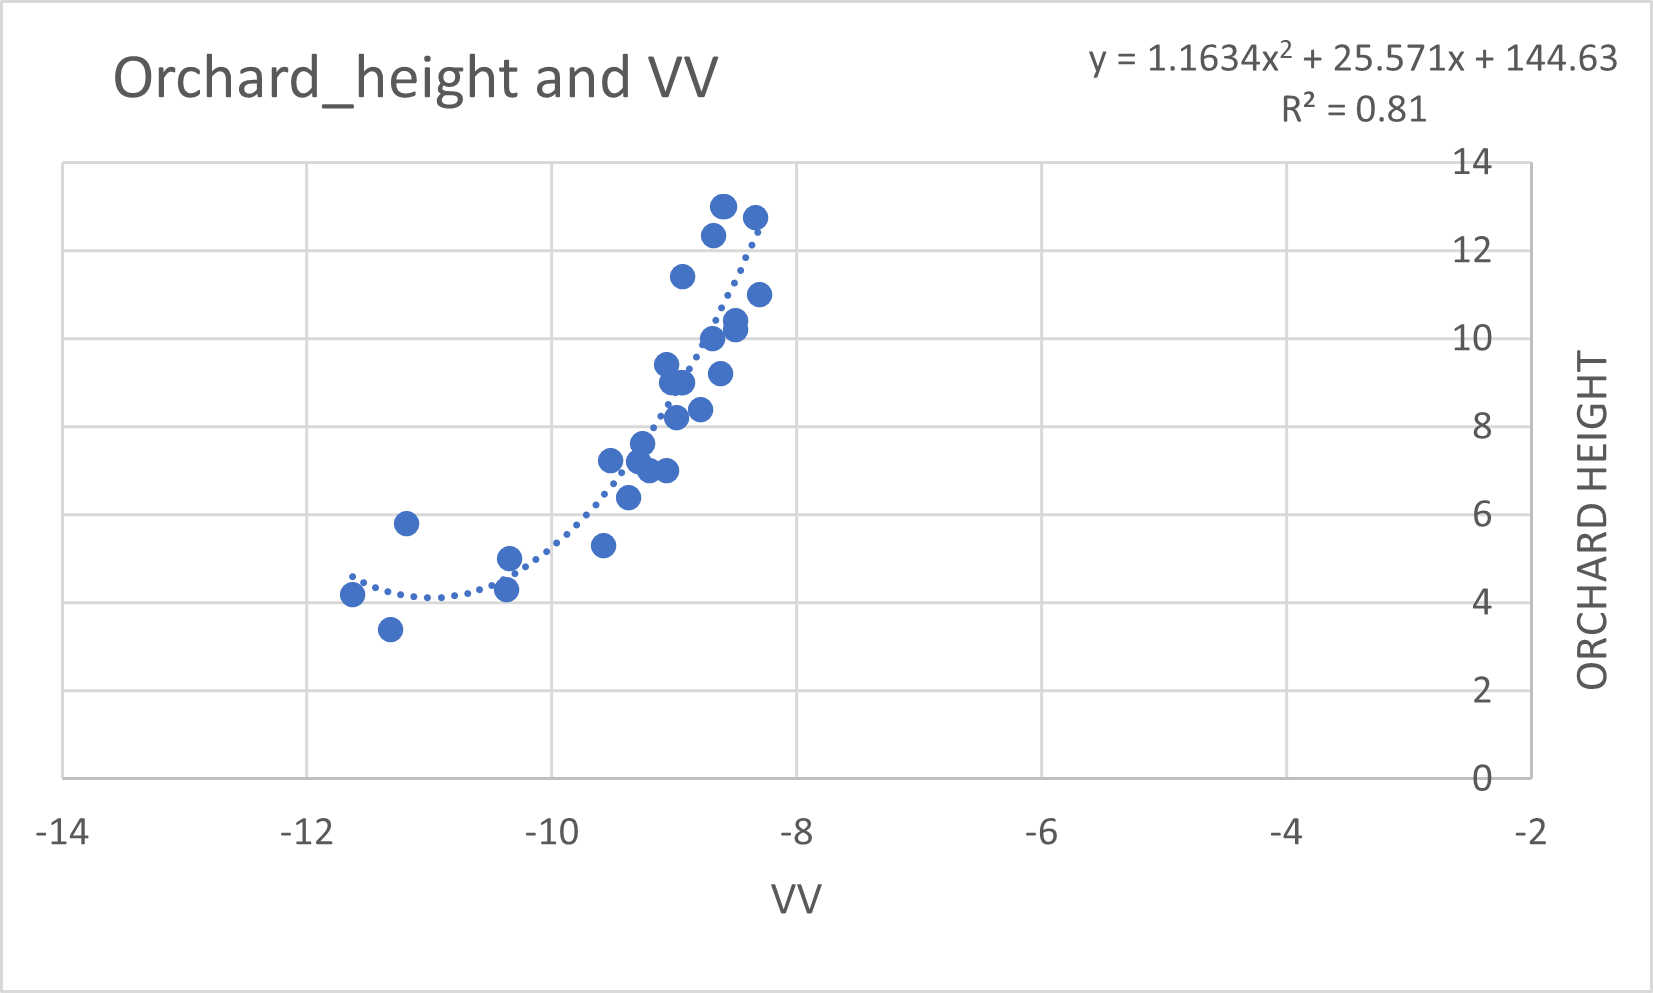 Orchard_height and VV
y = 1.1634x² + 25.571x + 144.63
R² = 0.81
14
12
10
8
6
4
2
0
ORCHARD HEIGHT
-14 -12 -10 -8 -6 -4 -2
VV